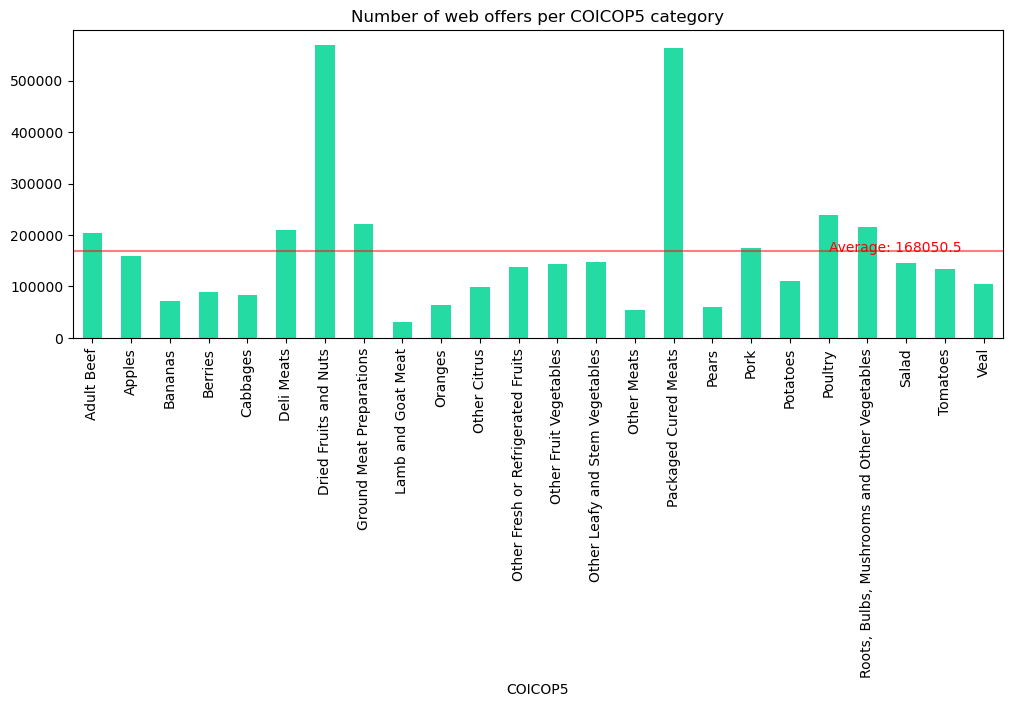 Number of web offers per COICOP5 category
500000
400000
300000
200000
100000
0
Average: 168050.5
Adult Beef
Apples
Bananas
Berries
Cabbages
Deli Meats
Dried Fruits and Nuts
Ground Meat Preparations
Lamb and Goat Meat
Oranges
Other Citrus
Other Fresh or Refrigerated Fruits
Other Fruit Vegetables
Other Leafy and Stem Vegetables
Other Meats
Packaged Cured Meats
Pears
Pork
Potatoes
Poultry
Roots, Bulbs, Mushrooms and Other Vegetables
Salad
Tomatoes
Veal
COICOP5